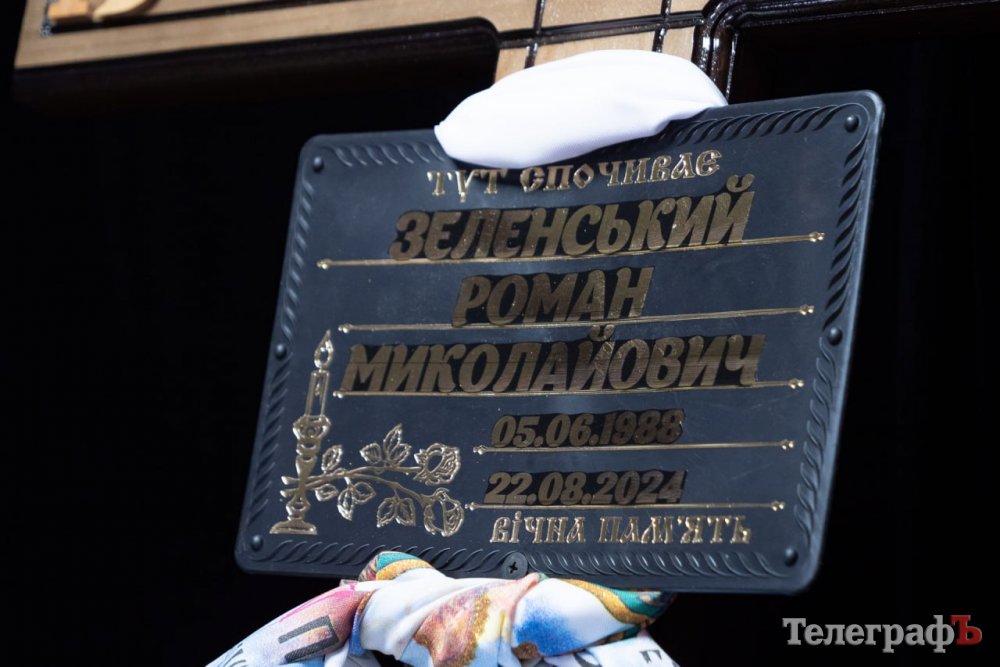 ТУТ СПОЧИВАЄ
ЗЕЛЕНСЬКИЙ
РОМАН
МИКОЛАЙОВИЧ
05.06.1988
22.08.2024
ВІЧНА ПАМ'ЯТЬ
ТелеграфЪ